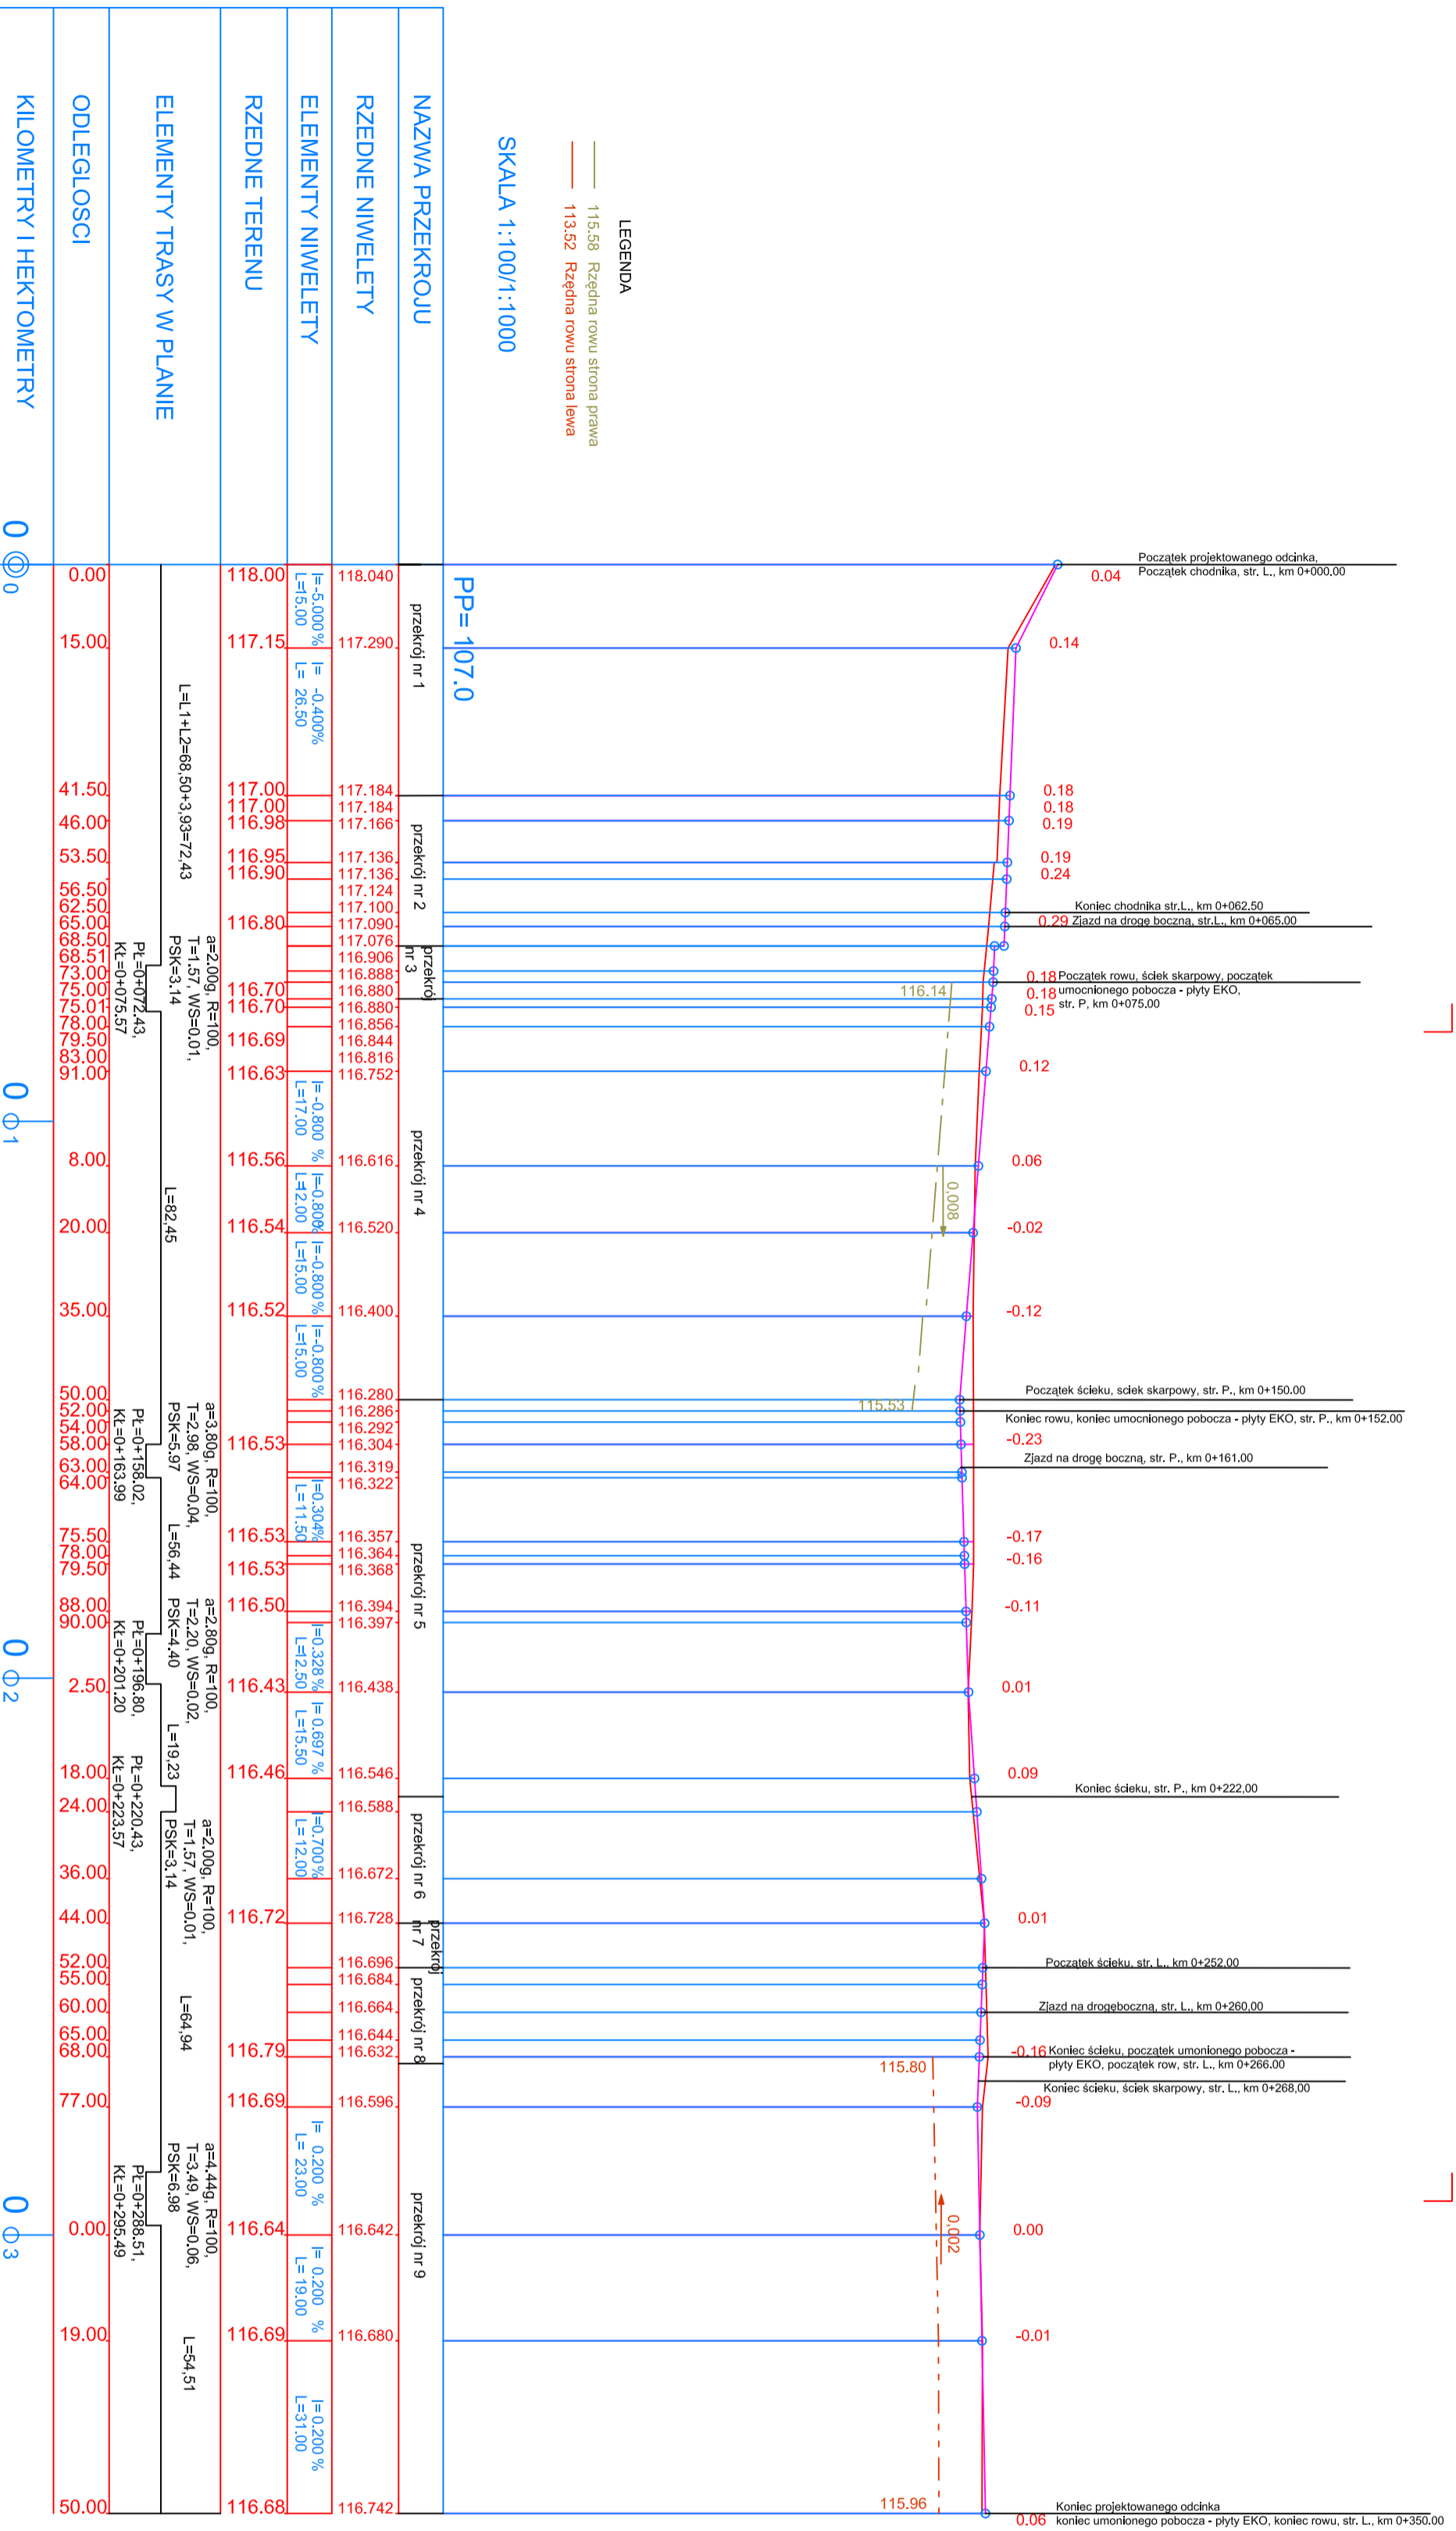 LEGENDA
115.58 Rzędna rowu strona prawa
113.52 Rzędna rowu strona lewa
SKALA 1:100/1:1000
PP= 107.0
Początek projektowanego odcinka,
Początek chodnika, str. L., km 0+000,00
Koniec chodnika str.L., km 0+062.50
Zjazd na drogę boczną, str.L., km 0+065.00
Początek rowu, ściek skarpowy, początek
umocnionego pobocza - płyty EKO,
str. P, km 0+075.00
Początek ścieku, sciek skarpowy, str. P., km 0+150.00
Koniec rowu, koniec umocnionego pobocza - płyty EKO, str. P., km 0+152.00
Zjazd na drogę boczną, str. P., km 0+161.00
Koniec ścieku, str. P., km 0+222,00
Początek ścieku, str. L., km 0+252.00
Zjazd na drogęboczną, str. L., km 0+260,00
Koniec ścieku, początek umonionego pobocza -
płyty EKO, początek row, str. L., km 0+266.00
Koniec ścieku, ściek skarpowy, str. L., km 0+268,00
Koniec projektowanego odcinka
koniec umonionego pobocza - płyty EKO, koniec rowu, str. L., km 0+350.00
0.04
0.14
0.18
0.18
0.19
0.19
0.24
0.29
0.18
0.18
0.15
0.12
0.06
-0.02
-0.12
-0.23
-0.17
-0.16
-0.11
0.01
0.09
0.01
-0.16
-0.09
0.00
-0.01
0.06
116.14
0,008
115.53
115.80
0,002
115.96
NAZWA PRZEKROJU
przekrój nr 1
przekrój nr 2
przekrój
nr 3
przekrój nr 4
przekrój nr 5
przekrój nr 6
przekrój
nr 7
przekrój nr 8
przekrój nr 9
RZEDNE NIWELETY
118.040
117.290
117.184
117.184
117.166
117.136
117.136
117.124
117.100
117.090
117.076
116.906
116.888
116.880
116.880
116.856
116.844
116.816
116.752
116.616
116.520
116.400
116.280
116.286
116.292
116.304
116.319
116.322
116.357
116.364
116.368
116.394
116.397
116.438
116.546
116.588
116.672
116.728
116.696
116.684
116.664
116.644
116.632
116.596
116.642
116.680
116.742
ELEMENTY NIWELETY
I=-5.000%
L=15.00
I= -0.400%
L= 26.50
I= -0.800 %
L=17.00
I=-0.800%
L=12.00
I=-0.800%
L=15.00
I=-0.800%
L=15.00
I=0.304%
L=11.50
I=0.328 %
L=12.50
I= 0.697 %
L=15.50
I=0.700%
L= 12.00
I= 0.200 %
L= 23.00
I= 0.200 %
L= 19.00
I= 0.200 %
L=31.00
RZEDNE TERENU
118.00
117.15
117.00
117.00
116.98
116.95
116.90
116.80
116.70
116.70
116.69
116.63
116.56
116.54
116.52
116.53
116.53
116.53
116.50
116.43
116.46
116.72
116.79
116.69
116.64
116.69
116.68
ELEMENTY TRASY W PLANIE
L=L1+L2=68,50+3,93=72,43
a=2.00g, R=100,
T=1.57, WS=0.01,
PSK=3.14
PŁ=0+072.43,
KŁ=0+075.57
L=82,45
a=3.80g, R=100,
T=2.98, WS=0.04,
PSK=5.97
PŁ=0+158.02,
KŁ=0+163.99
L=56,44
a=2.80g, R=100,
T=2.20, WS=0.02,
PSK=4.40
PŁ=0+196.80,
KŁ=0+201.20
L=19,23
PŁ=0+220.43,
KŁ=0+223.57
a=2.00g, R=100,
T=1.57, WS=0.01,
PSK=3.14
L=64,94
a=4.44g, R=100,
T=3.49, WS=0.06,
PSK=6.98
PŁ=0+288.51,
KŁ=0+295.49
L=54,51
ODLEGLOSCI
0.00
15.00
41.50
46.00
53.50
56.50
62.50
65.00
68.50
68.51
73.00
75.00
75.01
78.00
79.50
83.00
91.00
8.00
20.00
35.00
50.00
52.00
54.00
58.00
63.00
64.00
75.50
78.00
79.50
88.00
90.00
2.50
18.00
24.00
36.00
44.00
52.00
55.00
60.00
65.00
68.00
77.00
0.00
19.00
50.00
KILOMETRY I HEKTOMETRY
0 0
0 1
0 2
0 3